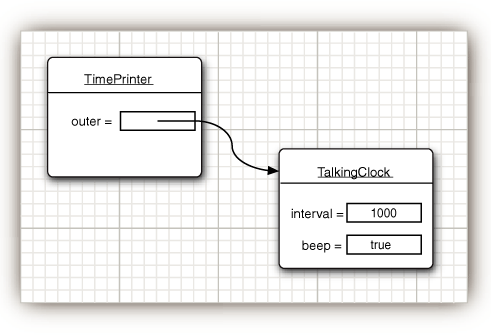 TimePrinter
outer =
TalkingClock
interval = 1000
beep = true